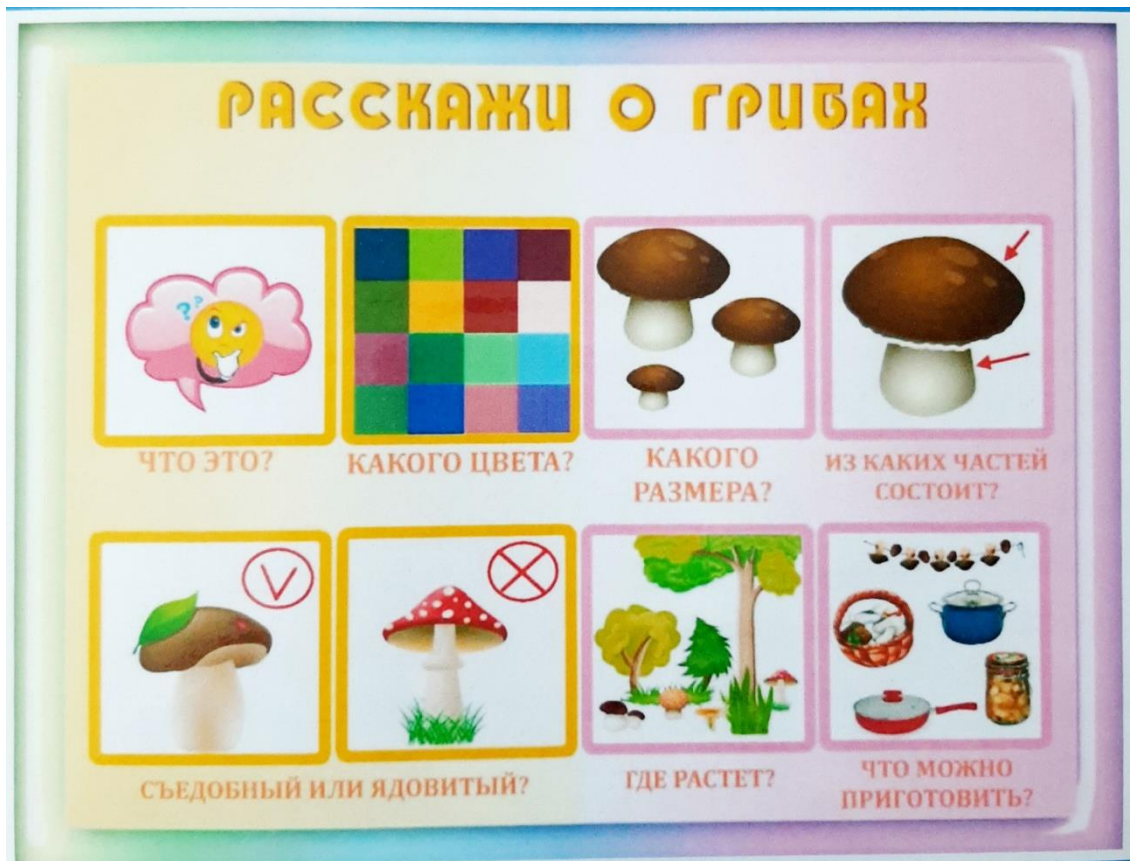 РАССКАЖИ О ГРИБАХ
ЧТО ЭТО?
КАКОГО ЦВЕТА?
КАКОГО
РАЗМЕРА?
ИЗ КАКИХ ЧАСТЕЙ
СОСТОИТ?
СЪЕДОБНЫЙ ИЛИ ЯДОВИТЫЙ?
ГДЕ РАСТЕТ?
ЧТО МОЖНО
ПРИГОТОВИТЬ?